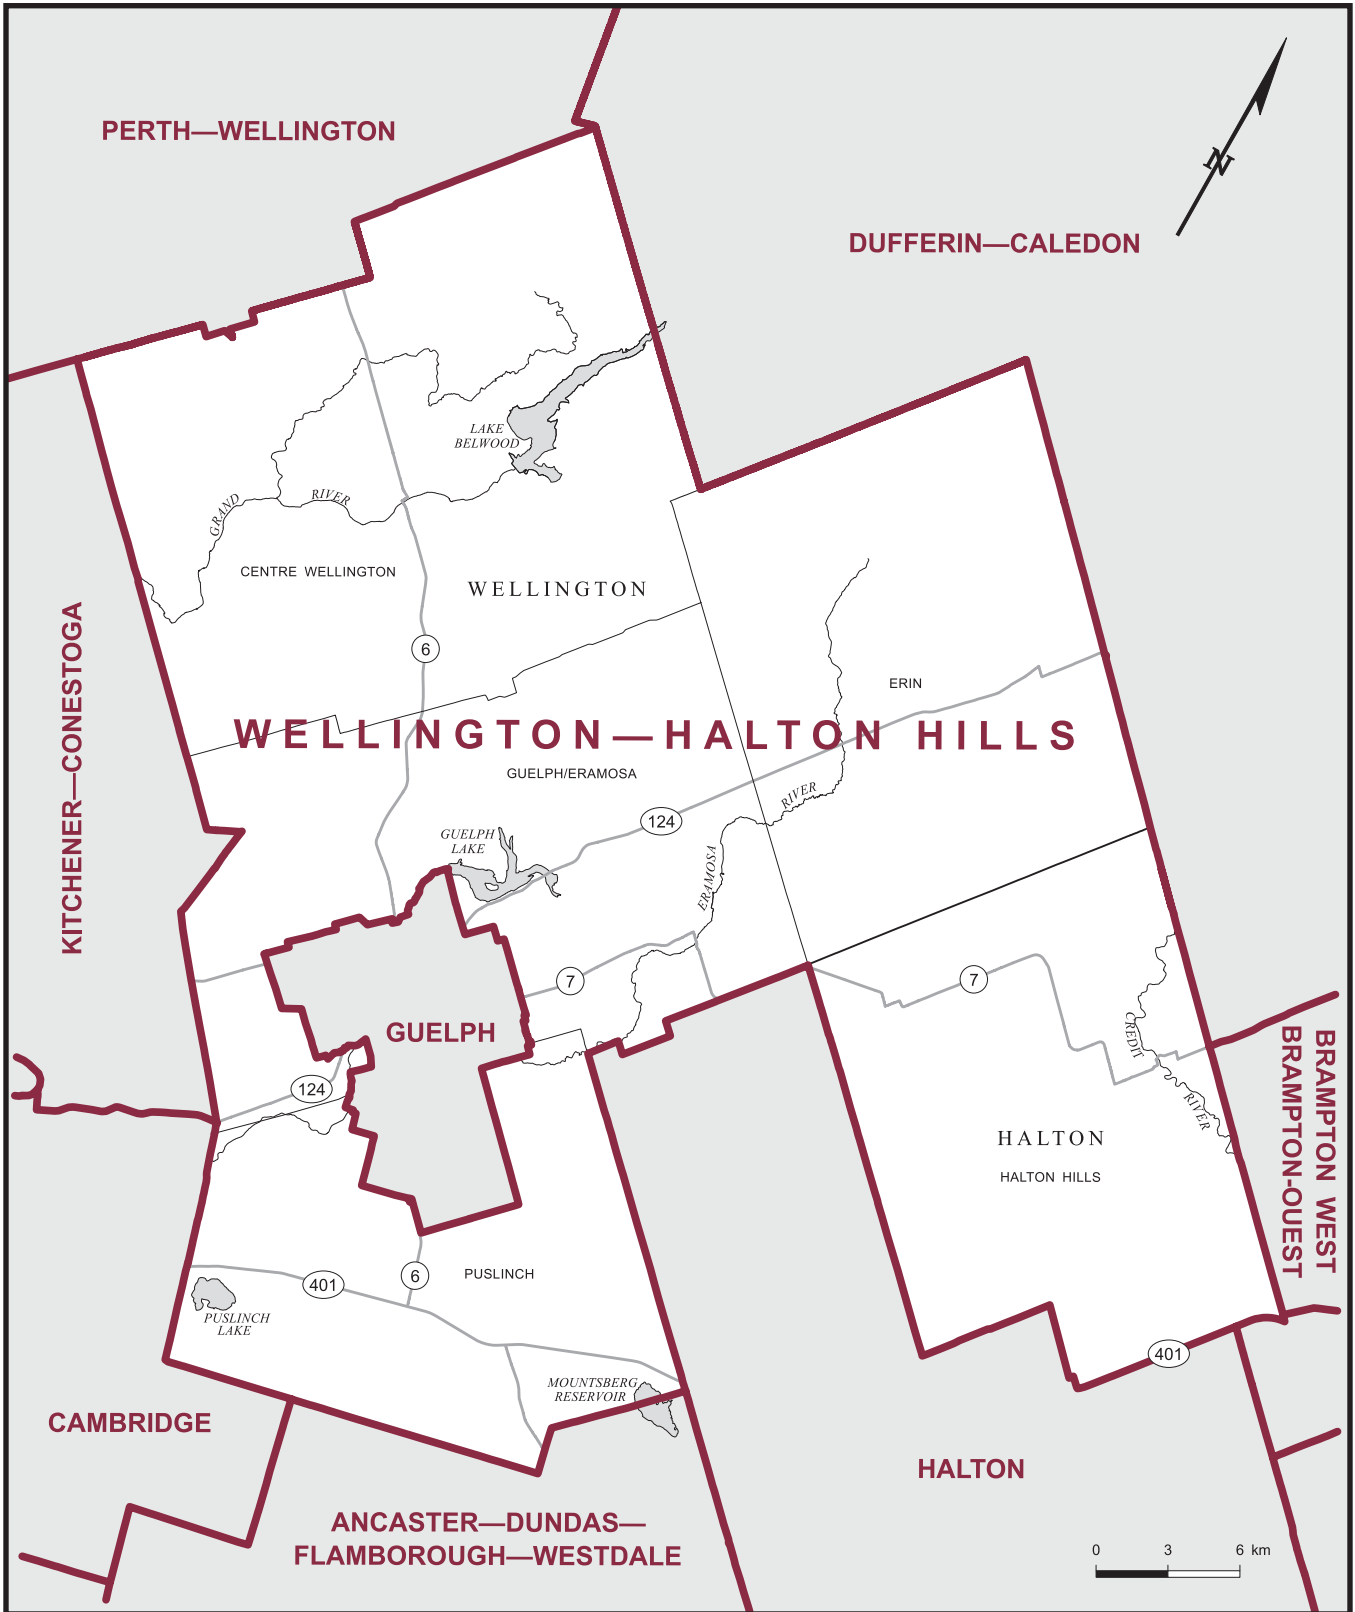 PERTH—WELLINGTON
N
DUFFERIN—CALEDON
LAKE
BELWOOD
GRAND
RIVER
CENTRE WELLINGTON
WELLINGTON
KITCHENER—CONESTOGA
6
ERIN
WELLINGTON—HALTON HILLS
GUELPH/ERAMOSA
RIVER
124
GUELPH
LAKE
ERAMOSA
7
7
GUELPH
CREDIT
RIVER
BRAMPTON WEST
BRAMPTON-OUEST
124
HALTON
HALTON HILLS
401
6
PUSLINCH
PUSLINCH
LAKE
401
MOUNTSBERG
RESERVOIR
CAMBRIDGE
HALTON
ANCASTER—DUNDAS—
FLAMBOROUGH—WESTDALE
0 3 6 km